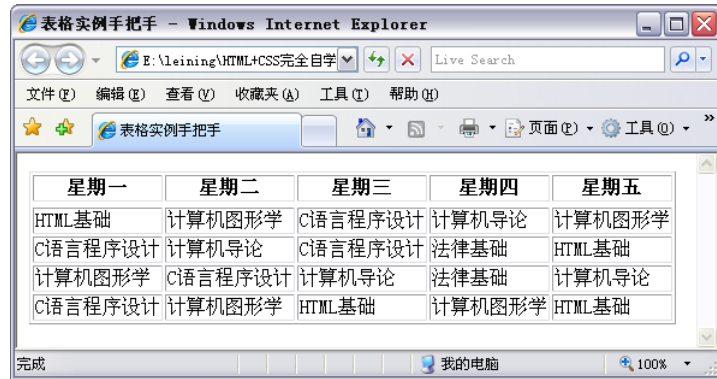 表格实例手把手 - Windows Internet Explorer
E:\leining\HTML+CSS完全自学 Live Search
文件(F) 编辑(E) 查看(V) 收藏夹(A) 工具(T) 帮助(H)
表格实例手把手 页面(P) 工具(O) »
星期一 星期二 星期三 星期四 星期五
HTML基础 计算机图形学 C语言程序设计 计算机导论 计算机图形学
C语言程序设计 计算机导论 C语言程序设计 法律基础 HTML基础
计算机图形学 C语言程序设计 计算机导论 法律基础 计算机导论
C语言程序设计 计算机图形学 HTML基础 计算机图形学 HTML基础
完成 我的电脑 100%